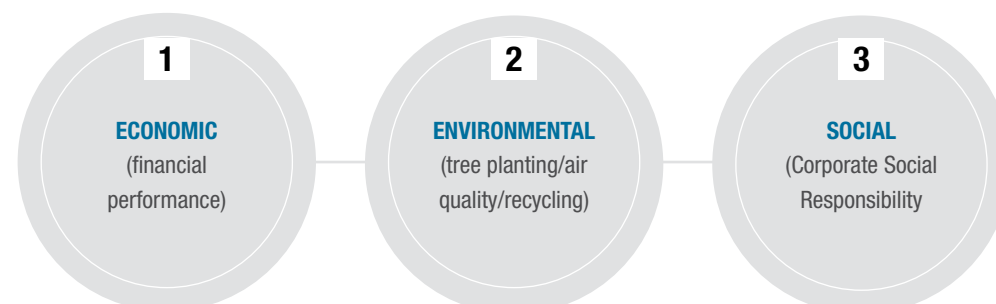 1
ECONOMIC
(financial
performance)
2
ENVIRONMENTAL
(tree planting/air
quality/recycling)
3
SOCIAL
(Corporate Social
Responsibility